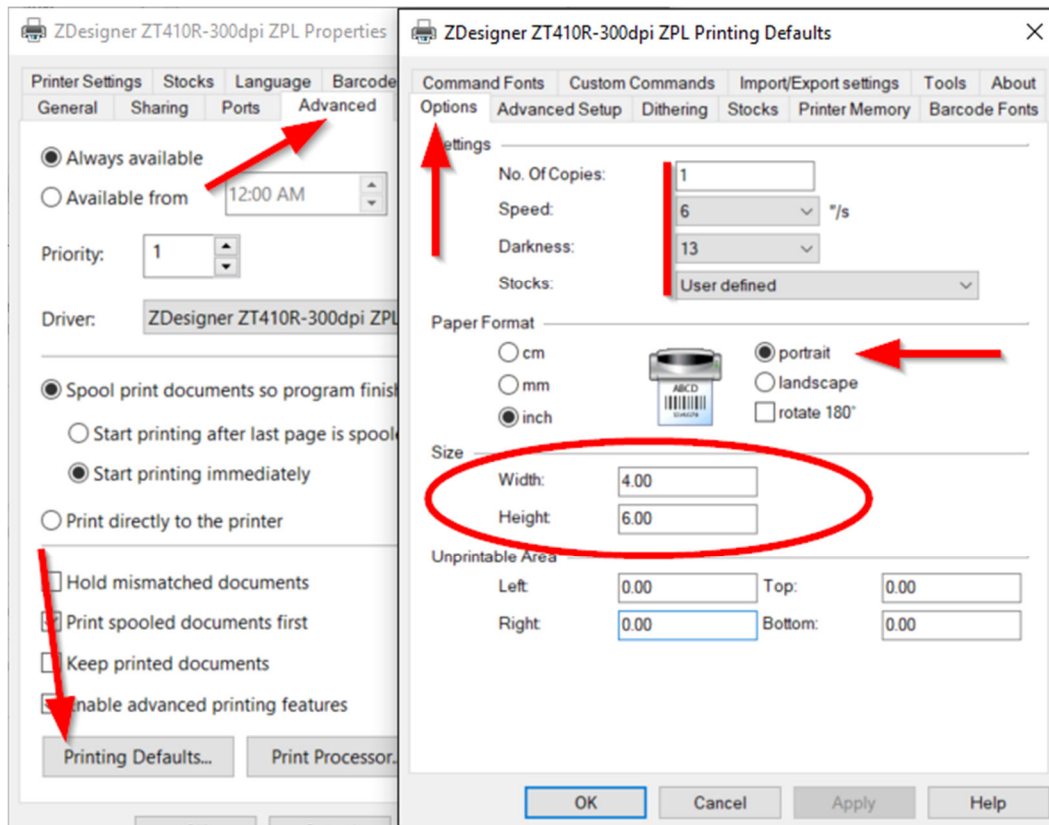 ZDesigner ZT410R-300dpi ZPL Properties
Printer Settings Stocks Language Barcode
General Sharing Ports Advanced
Always available
Available from 12:00 AM
Priority: 1
Driver: ZDesigner ZT410R-300dpi ZPL
Spool print documents so program finish
Start printing after last page is spoole
Start printing immediately
Print directly to the printer
Hold mismatched documents
Print spooled documents first
Keep printed documents
Enable advanced printing features
Printing Defaults... Print Processor..
ZDesigner ZT410R-300dpi ZPL Printing Defaults
Command Fonts Custom Commands Import/Export settings Tools About
Options Advanced Setup Dithering Stocks Printer Memory Barcode Fonts
ettings
No. Of Copies: 1
Speed: 6 "/s
Darkness: 13
Stocks: User defined
Paper Format
cm
mm
inch
ABCD
portrait
landscape
rotate 180°
Size
Width: 4.00
Height: 6.00
Unprintable Area
Left: 0.00 Top: 0.00
Right: 0.00 Bottom: 0.00
OK Cancel Apply Help